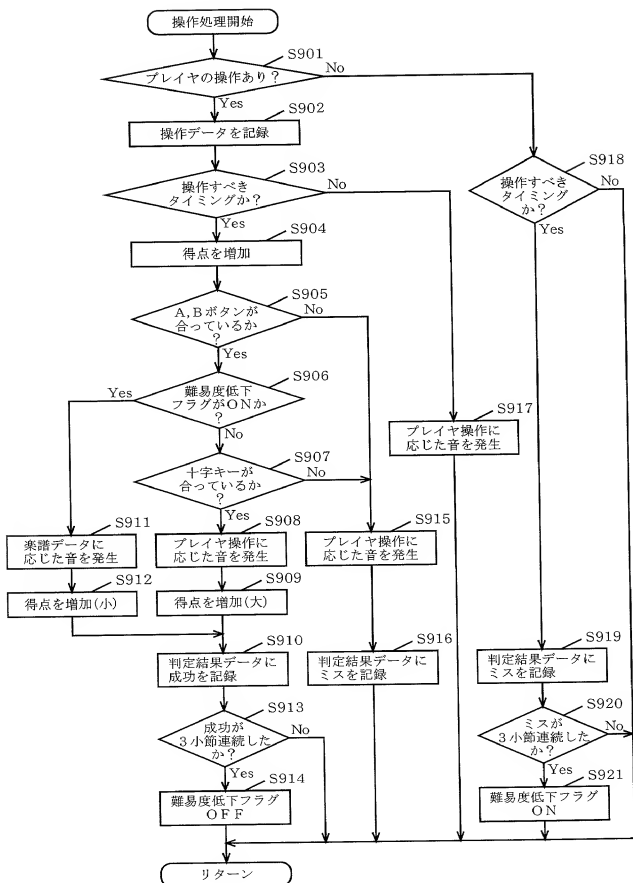 操作処理開始
S901
プレイヤの操作あり?
No
Yes
S902
操作データを記録
S903
操作すべき
タイミングか?
No
Yes
S904
得点を増加
S905
A,Bボタンが
合っているか
?
No
Yes
S906
難易度低下
フラグがONか
?
Yes
No
S907
十字キーが
合っているか
?
No
Yes
S911
楽譜データに
応じた音を発生
S912
得点を増加(小)
S908
プレイヤ操作に
応じた音を発生
S909
得点を増加(大)
S910
判定結果データに
成功を記録
S913
成功が
3小節連続した
か?
No
Yes
S914
難易度低下フラグ
OFF
S915
プレイヤ操作に
応じた音を発生
S916
判定結果データに
ミスを記録
S917
プレイヤ操作に
応じた音を発生
S918
操作すべき
タイミング
か?
No
Yes
S919
判定結果データに
ミスを記録
S920
ミスが
3小節連続した
か?
No
Yes
S921
難易度低下フラグ
ON
リターン